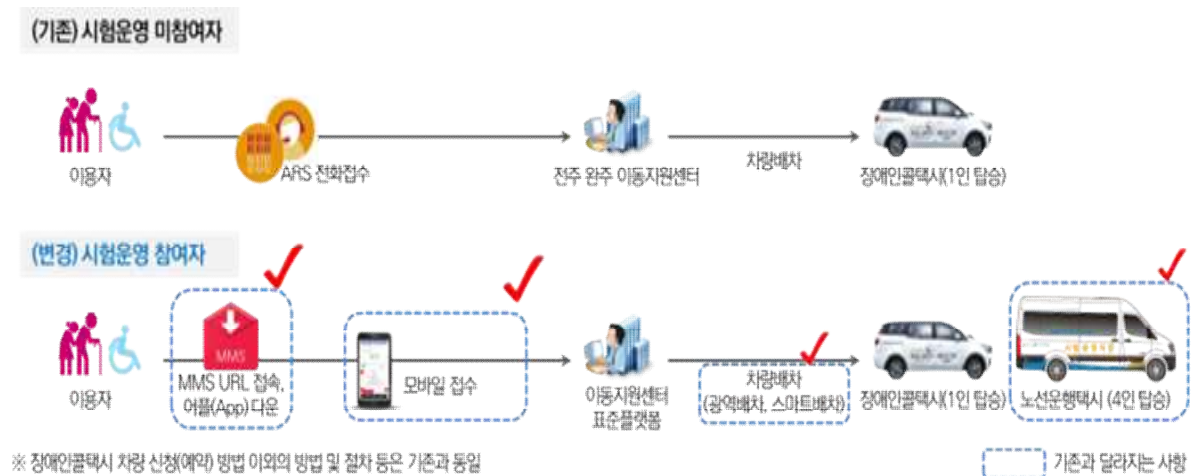 (기존) 시험운영 미참여자
이용자
ARS 전화접수
전주 완주 이동지원센터
차량배차
장애인콜택시(1인 탑승)
(변경) 시험운영 참여자
이용자
MMS
MMS URL 접속,
어플(App) 다운
모바일 접수
이동지원센터
표준플랫폼
차량배차
(광역배차, 스마트배차)
장애인콜택시(1인 탑승)
노선운행택시 (4인 탑승)
※ 장애인콜택시 차량 신청(예약) 방법 이외의 방법 및 절차 등은 기존과 동일
기존과 달라지는 사항